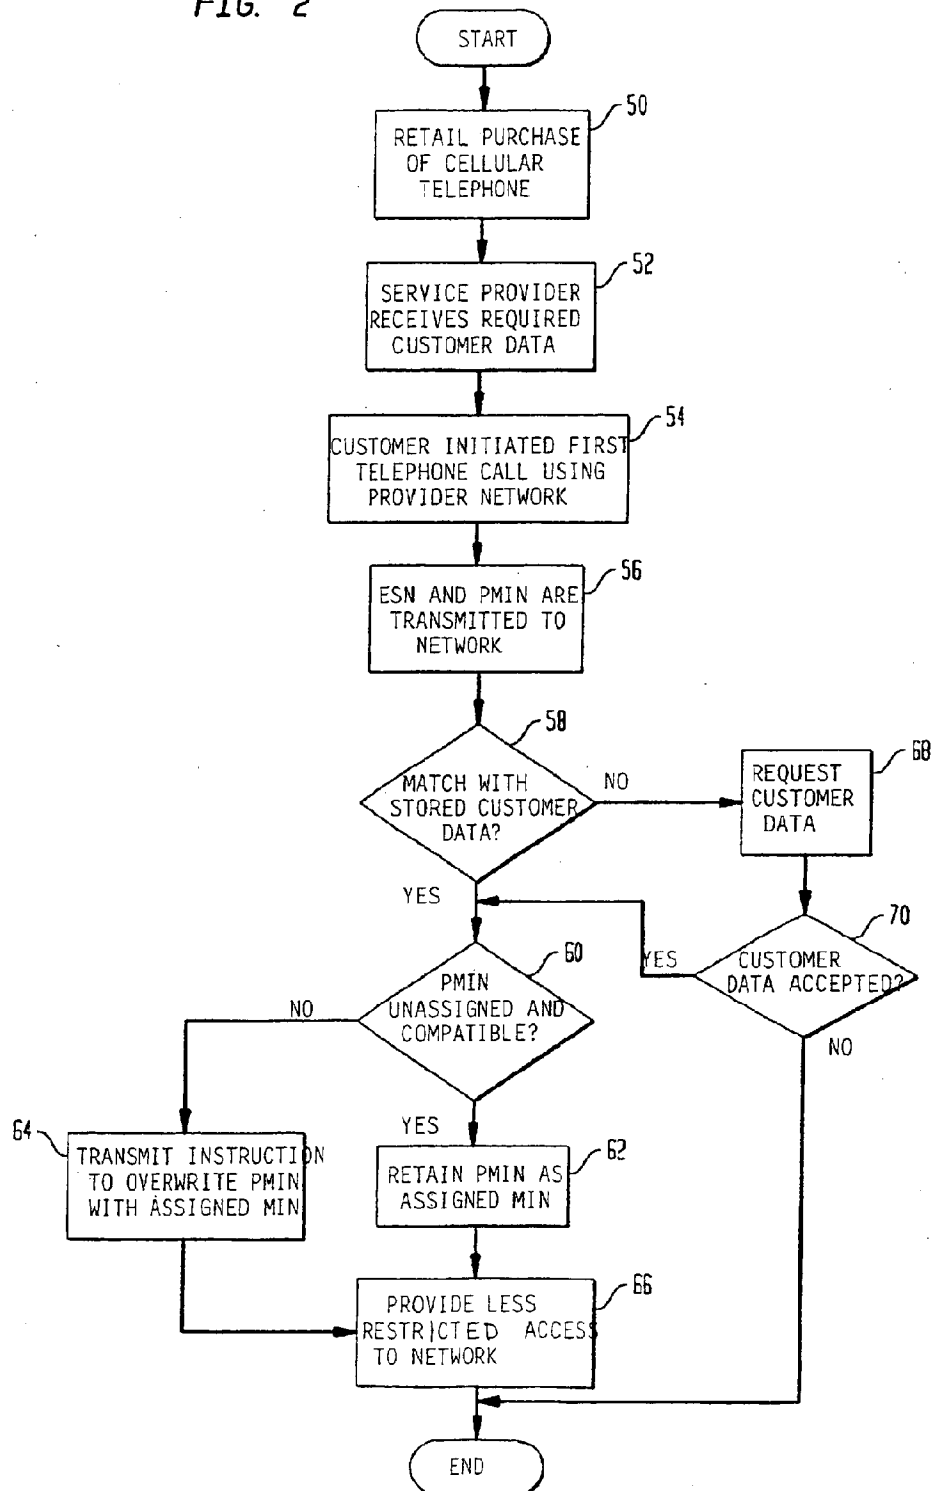 FIG. 2
START
50
RETAIL PURCHASE
OF CELLULAR
TELEPHONE
52
SERVICE PROVIDER
RECEIVES REQUIRED
CUSTOMER DATA
54
CUSTOMER INITIATED FIRST
TELEPHONE CALL USING
PROVIDER NETWORK
56
ESN AND PMIN ARE
TRANSMITTED TO
NETWORK
58
MATCH WITH
STORED CUSTOMER
DATA?
NO
68
REQUEST
CUSTOMER
DATA
YES
70
CUSTOMER
DATA ACCEPTED?
YES
NO
60
PMIN
UNASSIGNED AND
COMPATIBLE?
NO
YES
64
TRANSMIT INSTRUCTION
TO OVERWRITE PMIN
WITH ASSIGNED MIN
62
RETAIN PMIN AS
ASSIGNED MIN
66
PROVIDE LESS
RESTRICTED ACCESS
TO NETWORK
END